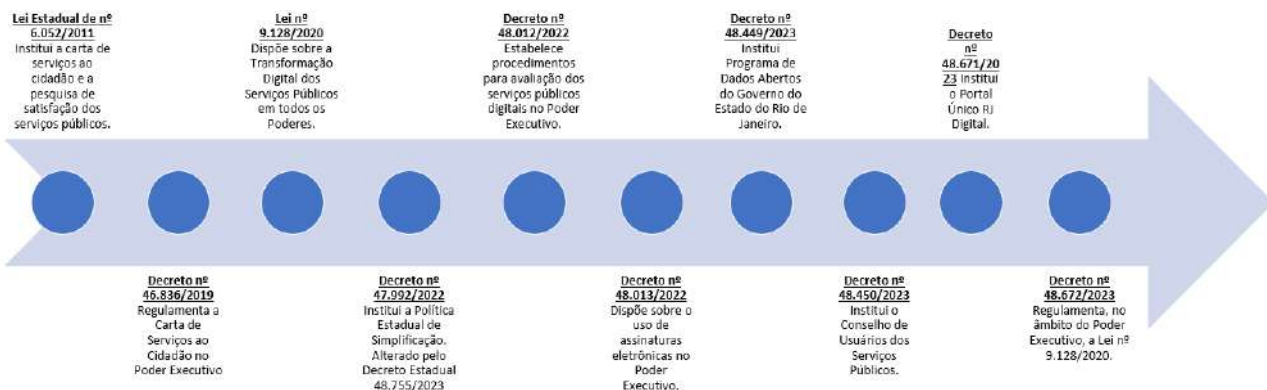 Lei Estadual de nº
6.052/2011
Institui a carta de
serviços ao
cidadão e a
pesquisa de
satisfação dos
serviços públicos.
Lei nº
9.128/2020
Dispõe sobre a
Transformação
Digital dos
Serviços Públicos
em todos os
Poderes.
Decreto nº
48.012/2022
Estabelece
procedimentos
para avaliação dos
serviços públicos
digitais no Poder
Executivo.
Decreto nº
48.449/2023
Institui
Programa de
Dados Abertos
do Governo do
Estado do Rio de
Janeiro.
Decreto
nº
48.671/20
23 Institui
o Portal
Único RJ
Digital.
Decreto nº
46.836/2019
Regulamenta a
Carta de
Serviços ao
Cidadão no
Poder Executivo
Decreto nº
47.992/2022
Institui a Política
Estadual de
Simplificação.
Alterado pelo
Decreto Estadual
48.755/2023
Decreto nº
48.013/2022
Dispõe sobre o
uso de
assinaturas
eletrônicas no
Poder
Executivo.
Decreto nº
48.450/2023
Institui o
Conselho de
Usuários dos
Serviços
Públicos.
Decreto nº
48.672/2023
Regulamenta, no
âmbito do Poder
Executivo, a Lei nº
9.128/2020.